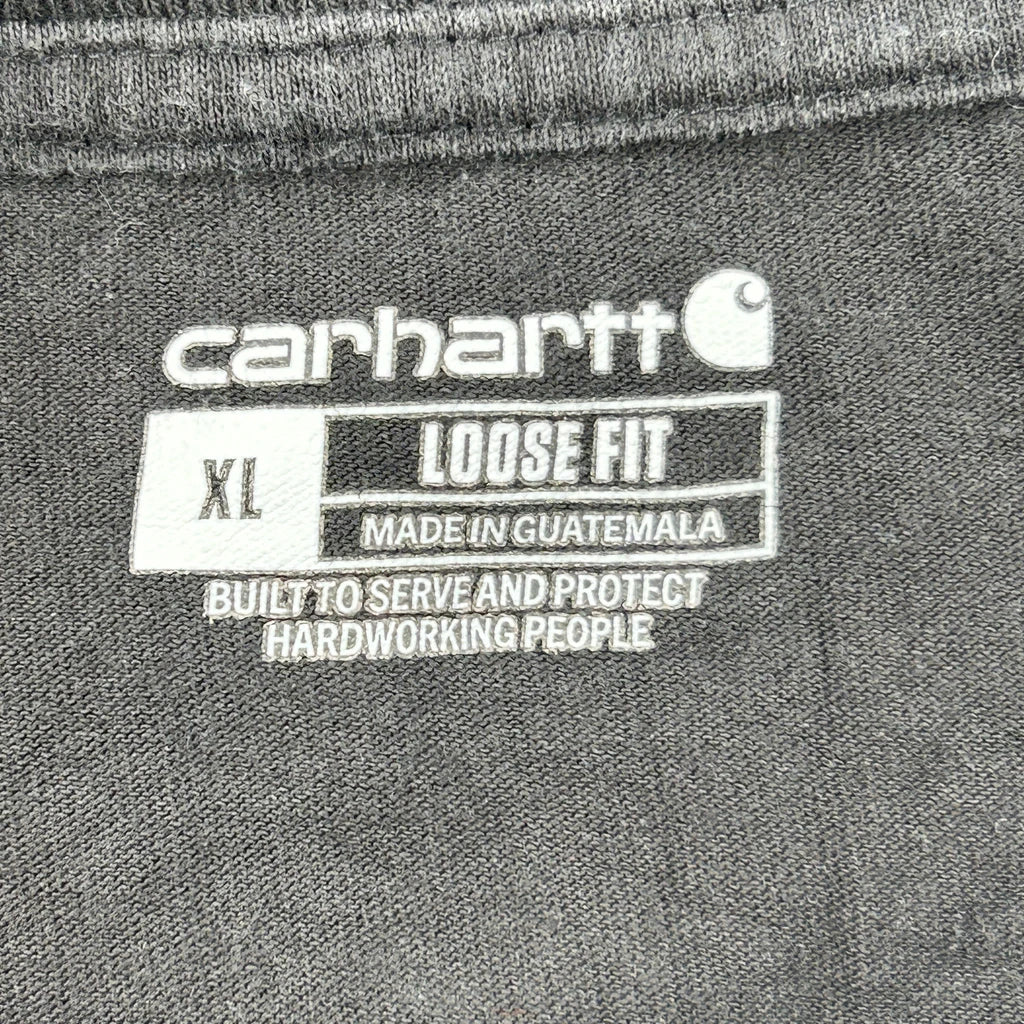 carhartt
XL
LOOSE FIT
MADE IN GUATEMALA
BUILT TO SERVE AND PROTECT
HARDWORKING PEOPLE